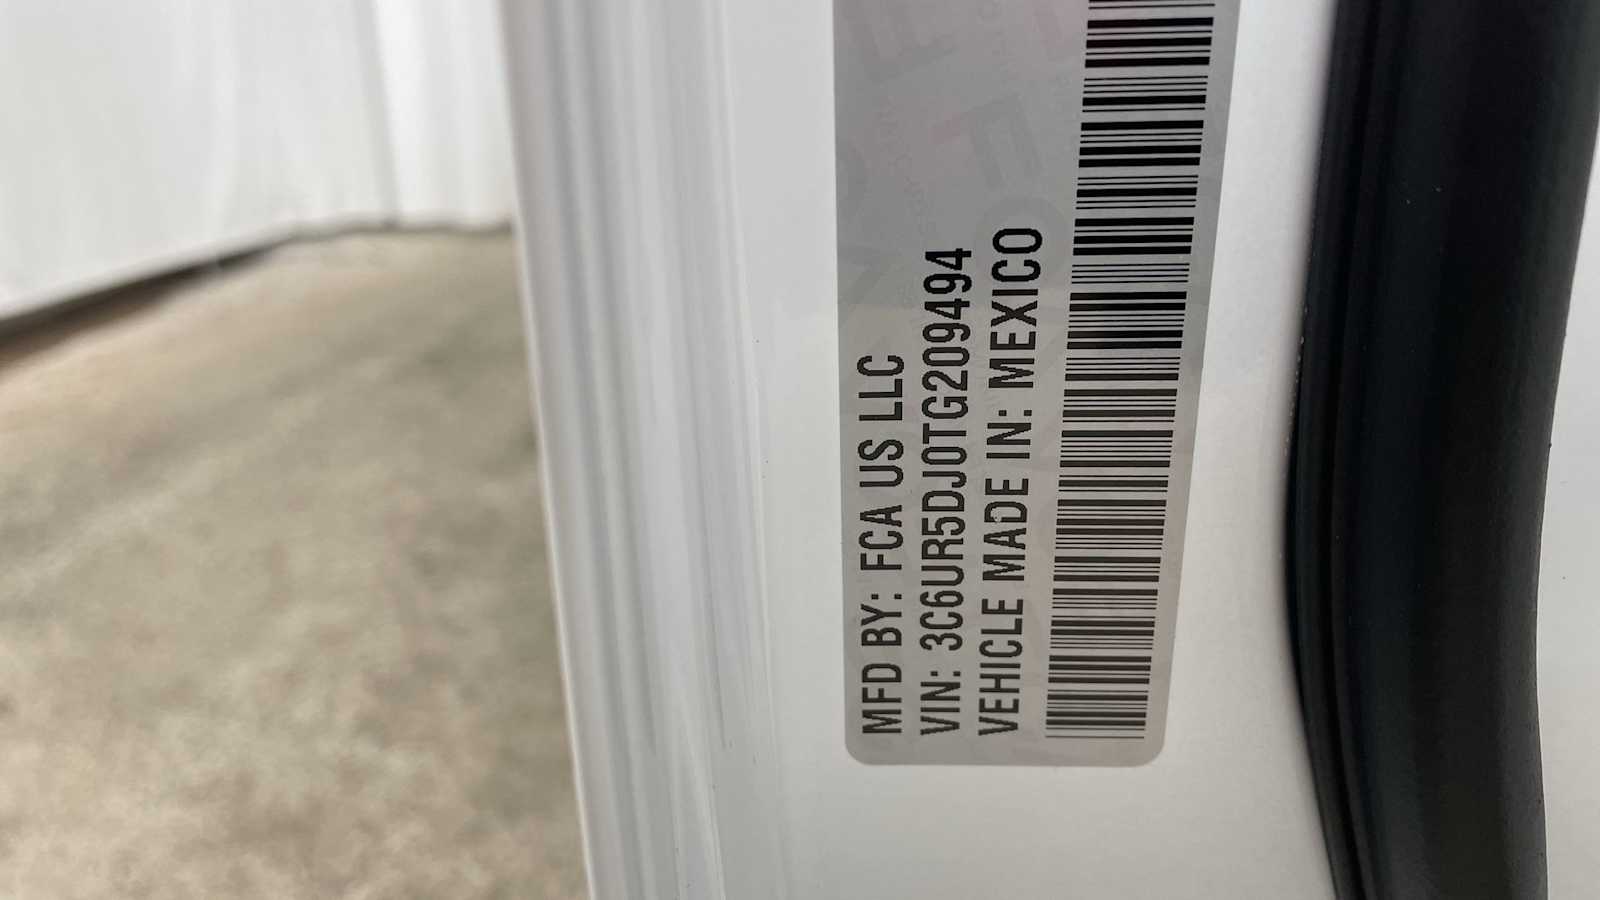 MFD BY: FCA US LLC
VIN: 3C6UR5DJ0TG209494
VEHICLE MADE IN: MEXICO